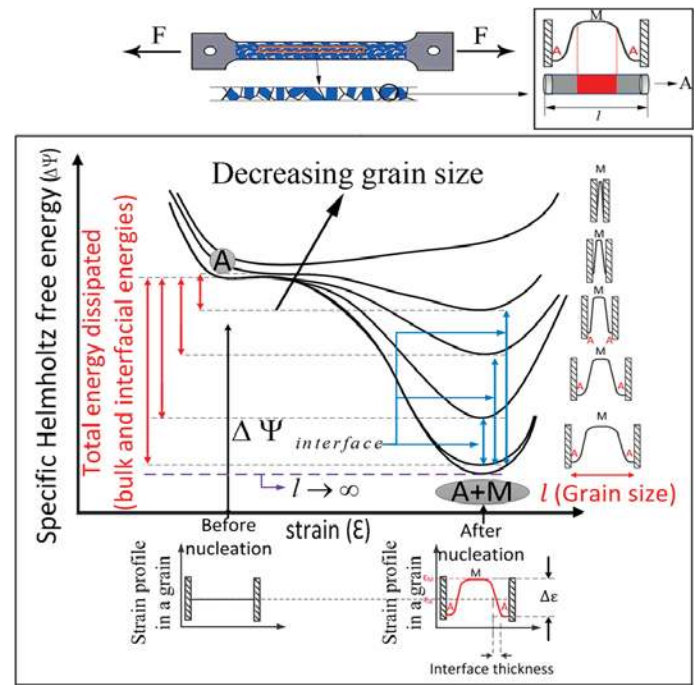 F
F
M
A
A
A
l
Specific Helmholtz free energy (ΔΨ)
Total energy dissipated
(bulk and interfacial energies)
Decreasing grain size
A
Δ Ψ
interface
l → ∞
A+M
M
M
M
A A
M
A A
M
A A
l (Grain size)
Before
nucleation
strain (ε)
After
nucleation
Strain profile
in a grain
Strain profile
in a grain
M
A
A
Δε
Interface thickness